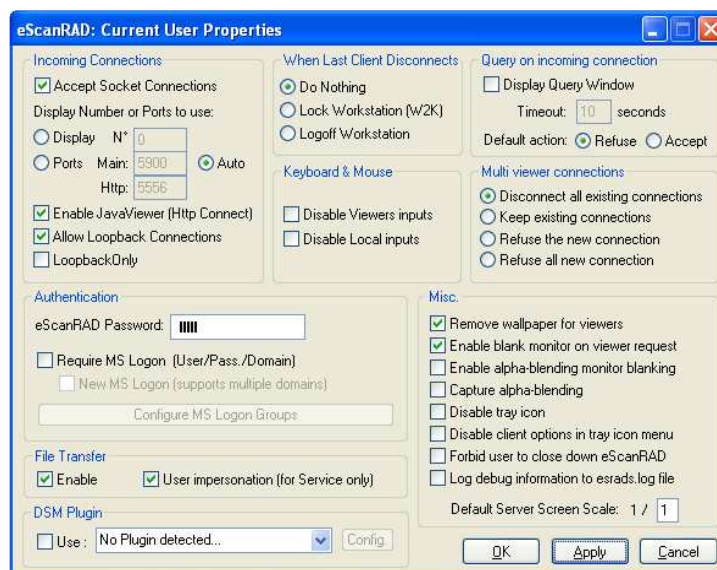 eScanRAD: Current User Properties
Incoming Connections
Accept Socket Connections
Display Number or Ports to use:
Display N° 0
Ports Main: 5900 Auto
Http: 5556
Enable JavaViewer (Http Connect)
Allow Loopback Connections
LoopbackOnly
When Last Client Disconnects
Do Nothing
Lock Workstation (W2K)
Logoff Workstation
Keyboard & Mouse
Disable Viewers inputs
Disable Local inputs
Query on incoming connection
Display Query Window
Timeout: 10 seconds
Default action: Refuse Accept
Multi viewer connections
Disconnect all existing connections
Keep existing connections
Refuse the new connection
Refuse all new connection
Authentication
eScanRAD Password:
Require MS Logon (User/Pass./Domain)
New MS Logon (supports multiple domains)
Configure MS Logon Groups
File Transfer
Enable User impersonation (for Service only)
DSM Plugin
Use : No Plugin detected... Config.
Misc.
Remove wallpaper for viewers
Enable blank monitor on viewer request
Enable alpha-blending monitor blanking
Capture alpha-blending
Disable tray icon
Disable client options in tray icon menu
Forbid user to close down eScanRAD
Log debug information to esrads.log file
Default Server Screen Scale: 1 / 1
OK Apply Cancel